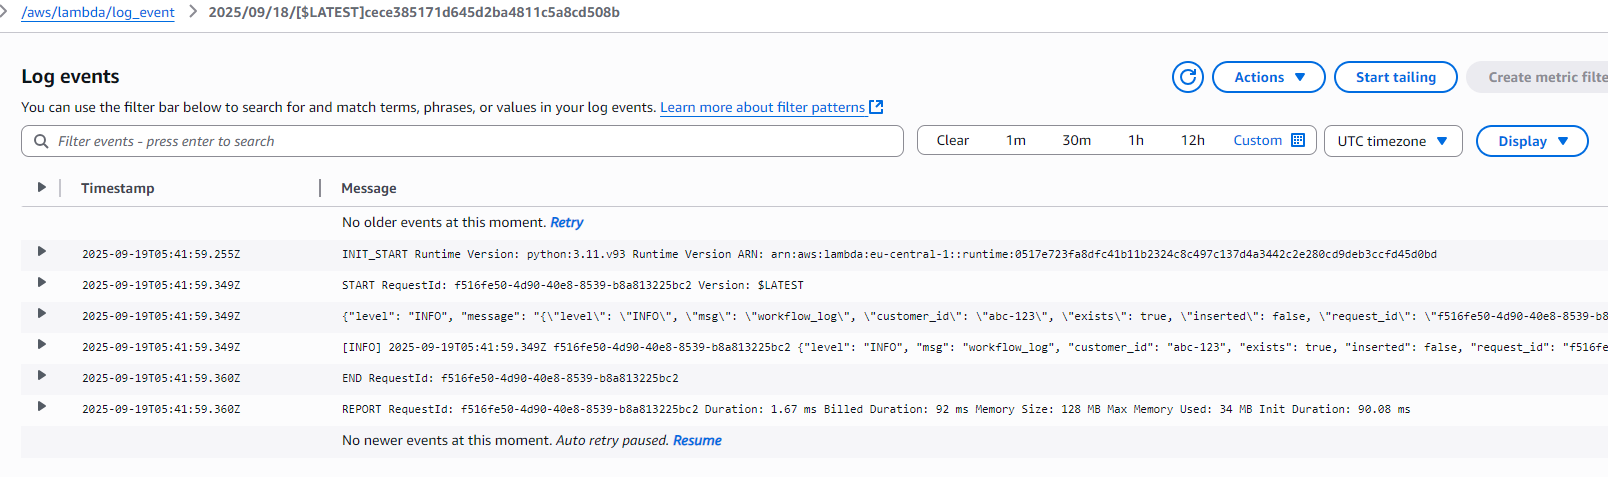 /aws/lambda/log_event > 2025/09/18/[$LATEST]cece385171d645d2ba4811c5a8cd508b
Log events
Actions Start tailing Create metric filte
You can use the filter bar below to search for and match terms, phrases, or values in your log events. Learn more about filter patterns
Filter events - press enter to search Clear 1m 30m 1h 12h Custom UTC timezone Display
Timestamp Message
No older events at this moment. Retry
2025-09-19T05:41:59.255Z INIT_START Runtime Version: python:3.11.v93 Runtime Version ARN: arn:aws:lambda:eu-central-1::runtime:0517e723fa8dfc41b11b2324c8c497c137d4a3442c2e280cd9deb3ccfd45d0bd
2025-09-19T05:41:59.349Z START RequestId: f516fe50-4d90-40e8-8539-b8a813225bc2 Version: $LATEST
2025-09-19T05:41:59.349Z {"level": "INFO", "message": "{\"level\": \"INFO\", \"msg\": \"workflow_log\", \"customer_id\": \"abc-123\", \"exists\": true, \"inserted\": false, \"request_id\": \"f516fe50-4d90-40e8-8539-b8
2025-09-19T05:41:59.349Z [INFO] 2025-09-19T05:41:59.349Z f516fe50-4d90-40e8-8539-b8a813225bc2 {"level": "INFO", "msg": "workflow_log", "customer_id": "abc-123", "exists": true, "inserted": false, "request_id": "f516fe
2025-09-19T05:41:59.360Z END RequestId: f516fe50-4d90-40e8-8539-b8a813225bc2
2025-09-19T05:41:59.360Z REPORT RequestId: f516fe50-4d90-40e8-8539-b8a813225bc2 Duration: 1.67 ms Billed Duration: 92 ms Memory Size: 128 MB Max Memory Used: 34 MB Init Duration: 90.08 ms
No newer events at this moment. Auto retry paused. Resume